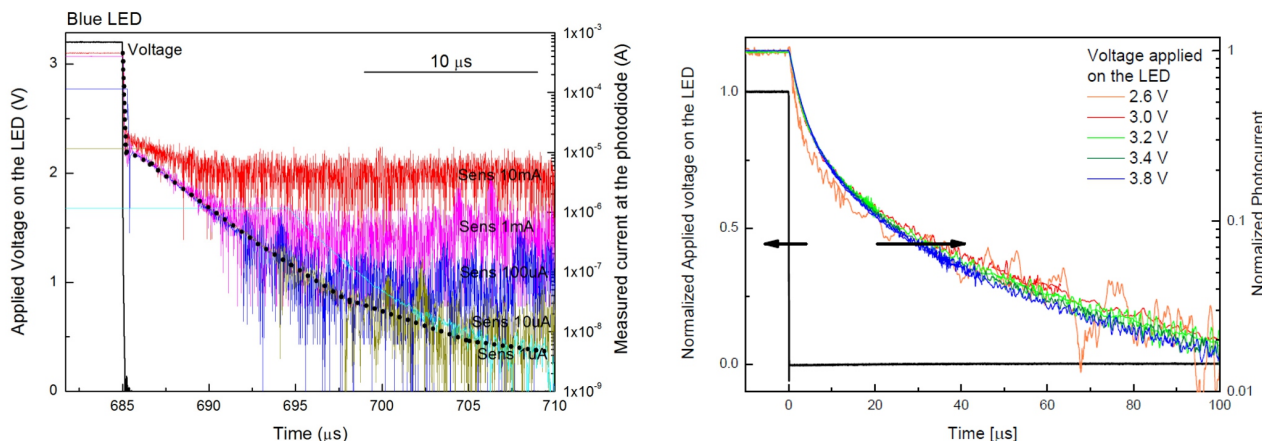 Blue LED
Voltage
10 μs
Sens 10mA
Sens 1mA
Sens 100uA
Sens 10uA
Sens 1uA
Applied Voltage on the LED (V)
3
2
1
0
685
690
695
700
705
710
Time (μs)
1x10⁻³
1x10⁻⁴
1x10⁻⁵
1x10⁻⁶
1x10⁻⁷
1x10⁻⁸
1x10⁻⁹
Measured current at the photodiode (A)
Normalized Applied voltage on the LED
1.0
0.5
0.0
Voltage applied
on the LED
2.6 V
3.0 V
3.2 V
3.4 V
3.8 V
0
20
40
60
80
100
Time [μs]
1
0.1
0.01
Normalized Photocurrent